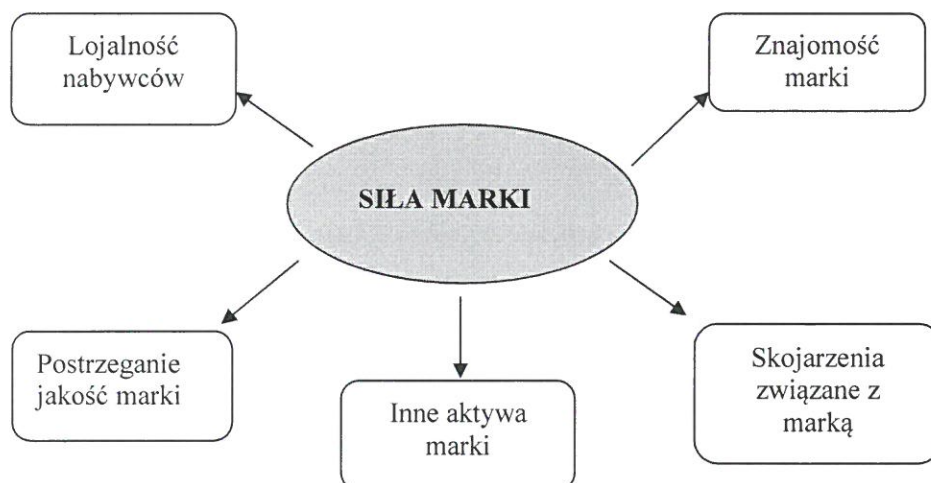 Lojalność
nabywców
Znajomość
marki
SIŁA MARKI
Postrzeganie
jakość marki
Inne aktywa
marki
Skojarzenia
związane z
marką